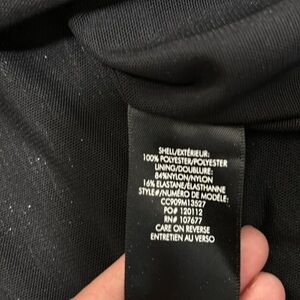 SHELL/EXTÉRIEUR:
100% POLYESTER/POLYESTER
LINING/DOUBLURE:
84%NYLON/NYLON
16% ELASTANE/ÉLASTHANNE
STYLE#/NUMÉRO DE MODÈLE:
CC909M13527
PO# 120112
RN# 107677
CARE ON REVERSE
ENTRETIEN AU VERSO